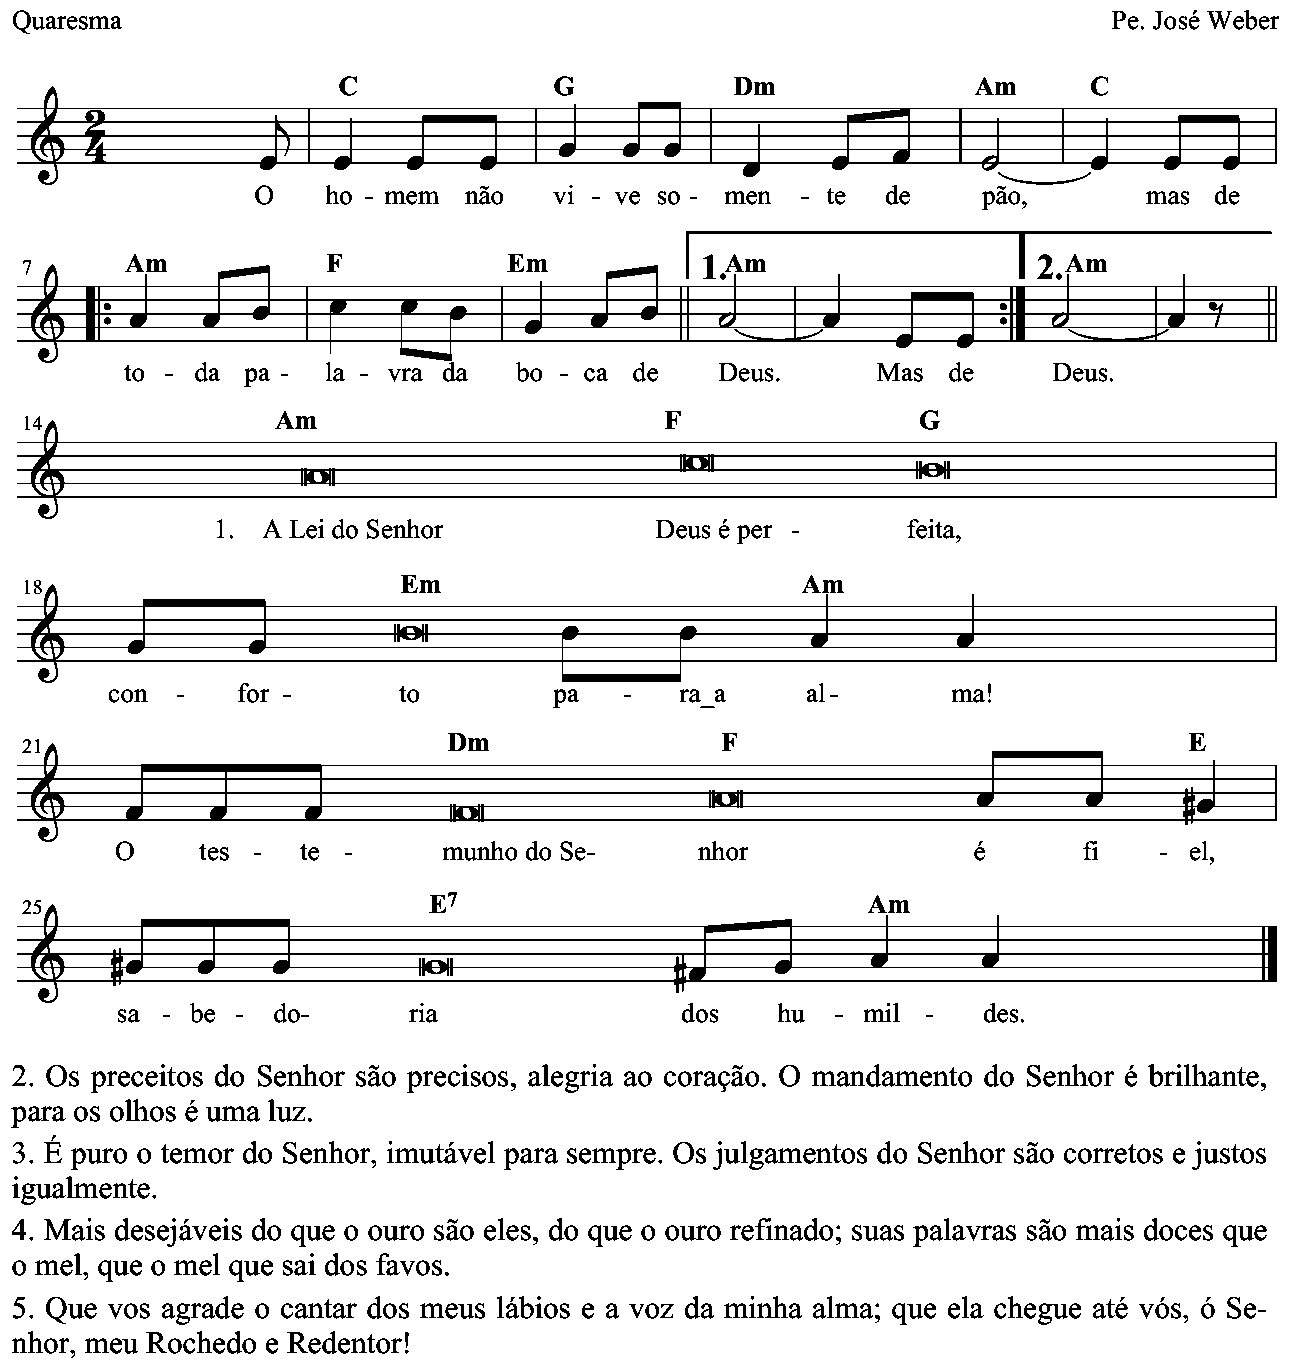 Quaresma Pe. José Weber
C G Dm Am C
O ho - mem não vi - ve so - men - te de pão, mas de
7 Am F Em 1. Am 2. Am
to - da pa - la - vra da bo - ca de Deus. Mas de Deus.
14 Am F G
1. A Lei do Senhor Deus é per - feita,
18 Em Am
con - for - to pa - ra_a al - ma!
21 Dm F E
O tes - te - munho do Se- nhor é fi - el,
25 E7 Am
sa - be - do- ria dos hu - mil - des.
2. Os preceitos do Senhor são precisos, alegria ao coração. O mandamento do Senhor é brilhante,
para os olhos é uma luz.
3. É puro o temor do Senhor, imutável para sempre. Os julgamentos do Senhor são corretos e justos
igualmente.
4. Mais desejáveis do que o ouro são eles, do que o ouro refinado; suas palavras são mais doces que
o mel, que o mel que sai dos favos.
5. Que vos agrade o cantar dos meus lábios e a voz da minha alma; que ela chegue até vós, ó Se-
nhor, meu Rochedo e Redentor!